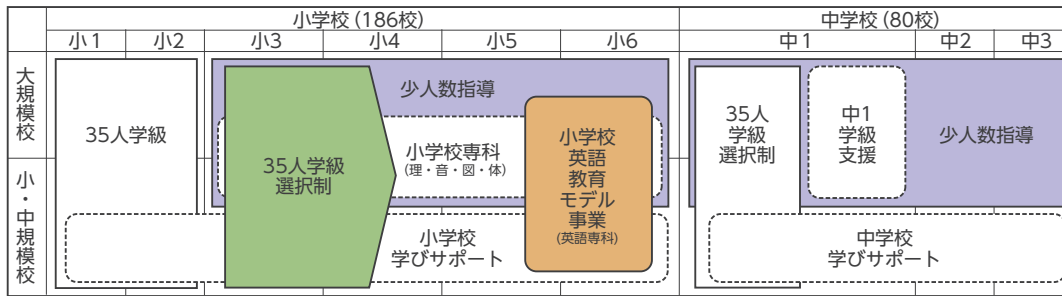 小学校(186校)
中学校(80校)
小1
小2
小3
小4
小5
小6
中1
中2
中3
大規模校
小・中規模校
35人学級
35人学級
選択制
少人数指導
小学校専科
(理・音・図・体)
小学校
学びサポート
小学校
英語
教育
モデル
事業
(英語専科)
35人
学級
選択制
中1
学級
支援
少人数指導
中学校
学びサポート